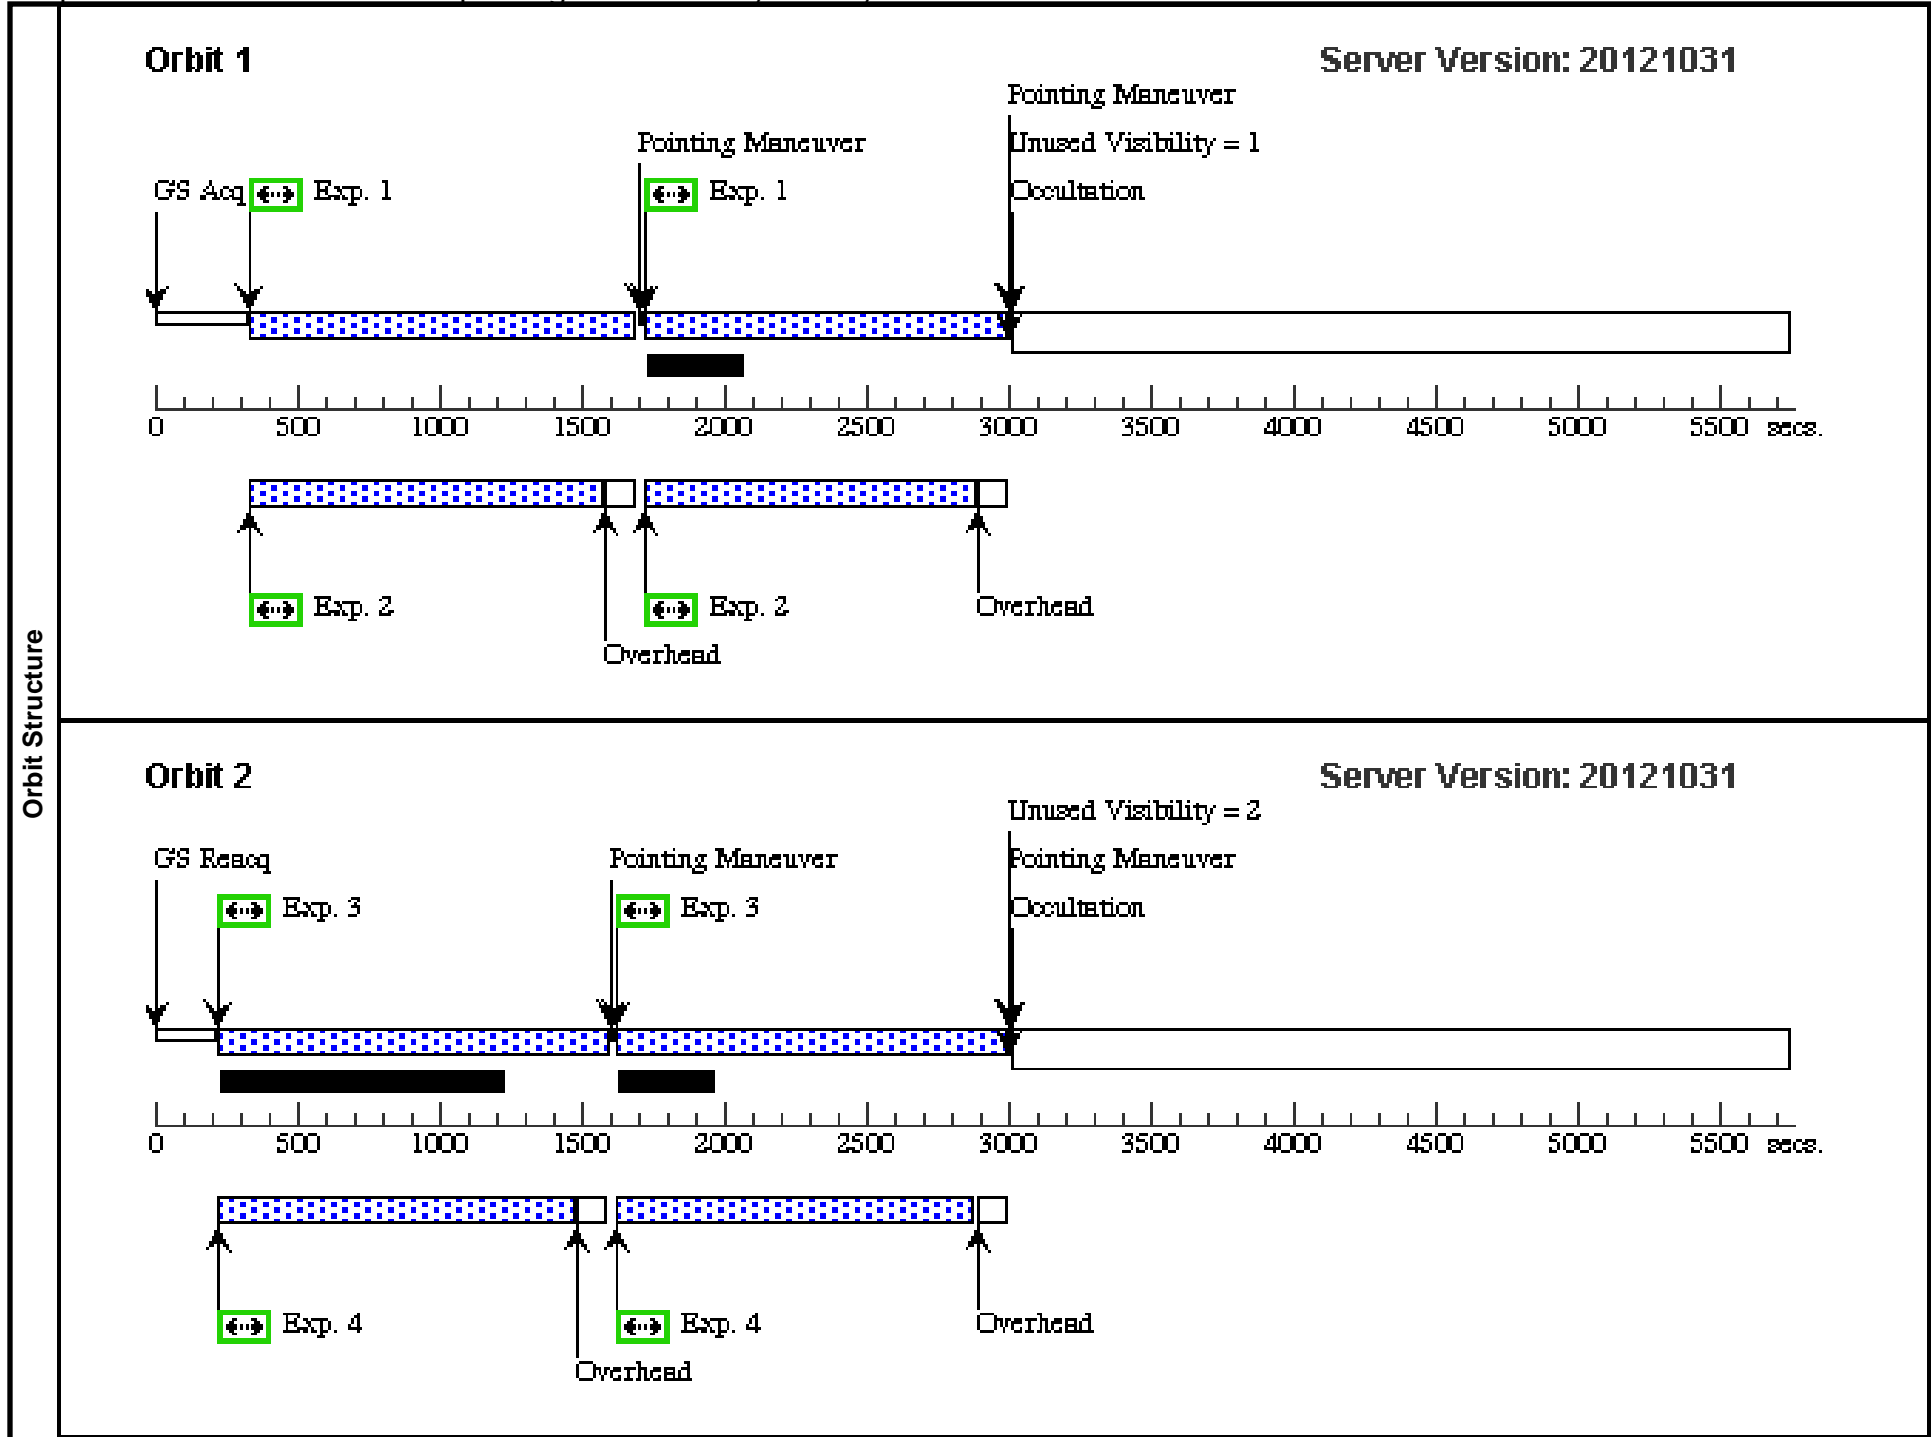 Orbit Structure
Orbit 1
Server Version: 20121031
Pointing Maneuver
Pointing Maneuver
Unused Visibility = 1
GS Acq
Exp. 1
Exp. 1
Occultation
0 500 1000 1500 2000 2500 3000 3500 4000 4500 5000 5500 secs.
Exp. 2
Exp. 2
Overhead
Overhead
Orbit 2
Server Version: 20121031
Unused Visibility = 2
GS Reacq
Pointing Maneuver
Pointing Maneuver
Exp. 3
Exp. 3
Occultation
0 500 1000 1500 2000 2500 3000 3500 4000 4500 5000 5500 secs.
Exp. 4
Exp. 4
Overhead
Overhead